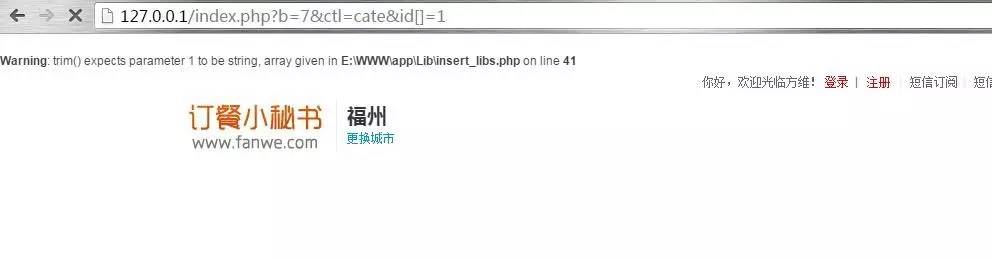 127.0.0.1/index.php?b=7&ctl=cate&id[]=1
Warning: trim() expects parameter 1 to be string, array given in E:\WWW\app\Lib\insert_libs.php on line 41
你好，欢迎光临方维！ 登录 | 注册 短信订阅 短信
订餐小秘书
www.fanwe.com
福州
更换城市